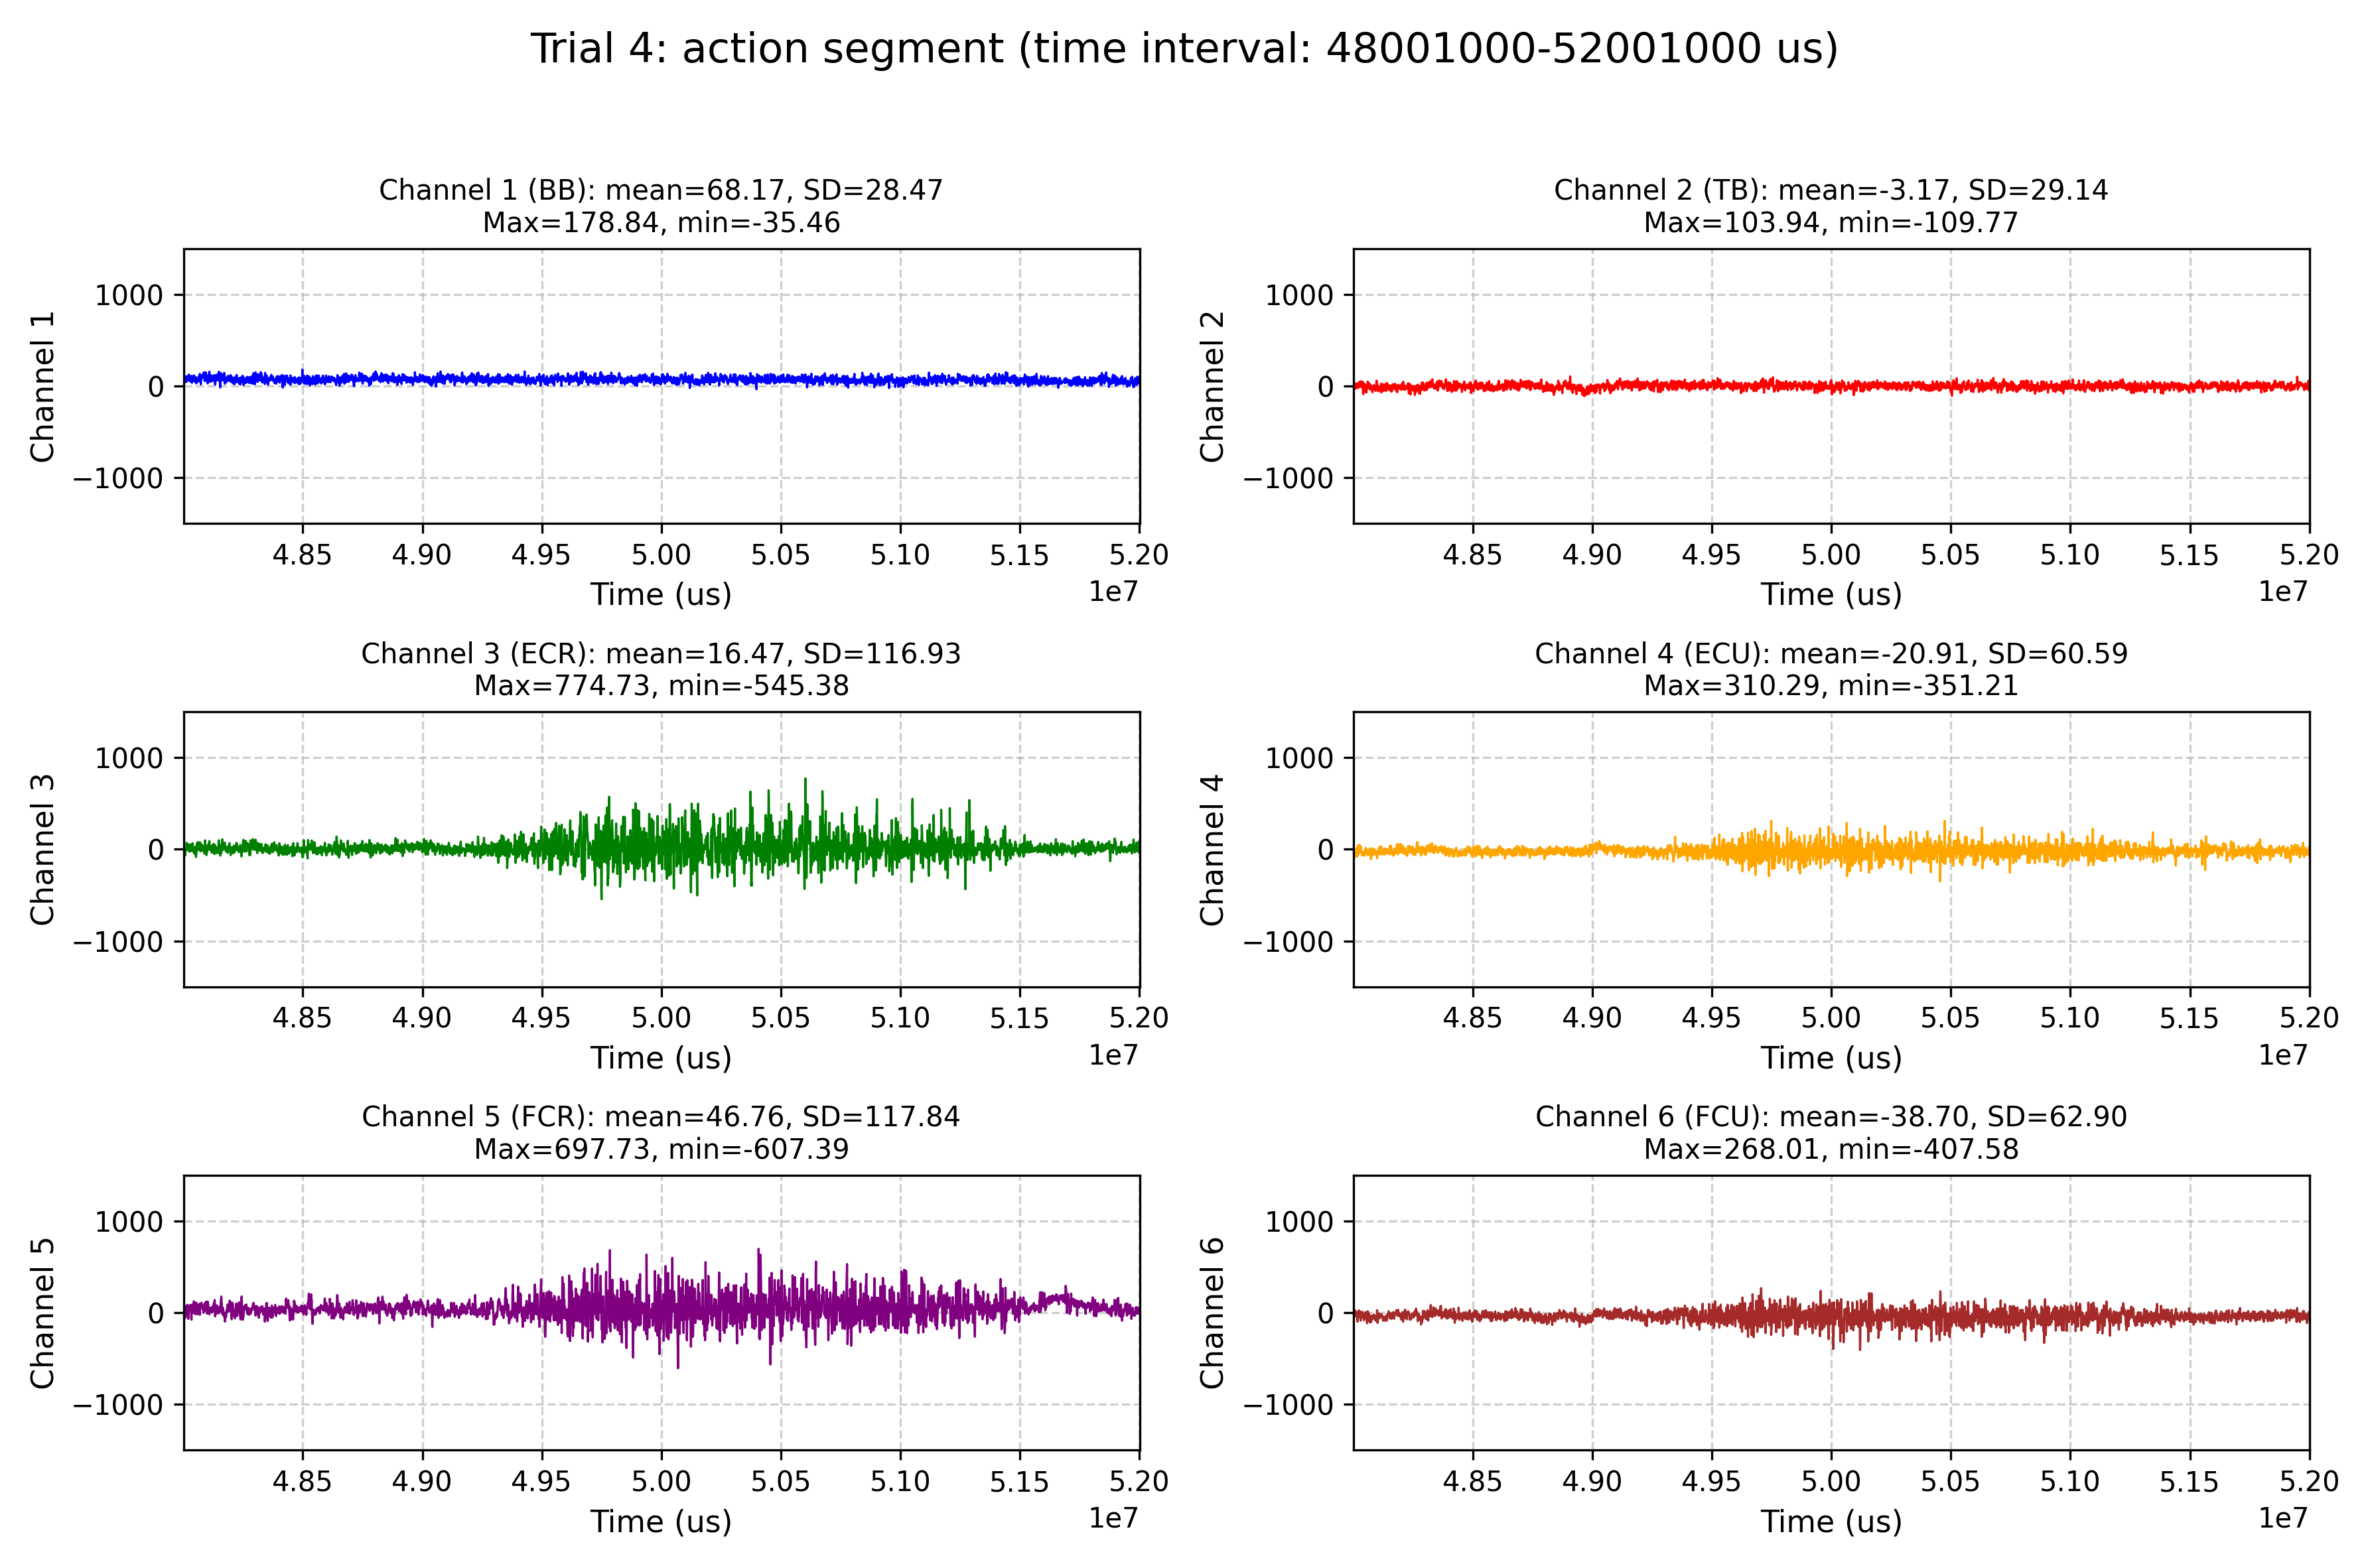 Trial 4: action segment (time interval: 48001000-52001000 us)
Channel 1 (BB): mean=68.17, SD=28.47
Max=178.84, min=-35.46
Channel 1
1000
0
−1000
4.85 4.90 4.95 5.00 5.05 5.10 5.15 5.20
1e7
Time (us)
Channel 2 (TB): mean=-3.17, SD=29.14
Max=103.94, min=-109.77
Channel 2
1000
0
−1000
4.85 4.90 4.95 5.00 5.05 5.10 5.15 5.20
1e7
Time (us)
Channel 3 (ECR): mean=16.47, SD=116.93
Max=774.73, min=-545.38
Channel 3
1000
0
−1000
4.85 4.90 4.95 5.00 5.05 5.10 5.15 5.20
1e7
Time (us)
Channel 4 (ECU): mean=-20.91, SD=60.59
Max=310.29, min=-351.21
Channel 4
1000
0
−1000
4.85 4.90 4.95 5.00 5.05 5.10 5.15 5.20
1e7
Time (us)
Channel 5 (FCR): mean=46.76, SD=117.84
Max=697.73, min=-607.39
Channel 5
1000
0
−1000
4.85 4.90 4.95 5.00 5.05 5.10 5.15 5.20
1e7
Time (us)
Channel 6 (FCU): mean=-38.70, SD=62.90
Max=268.01, min=-407.58
Channel 6
1000
0
−1000
4.85 4.90 4.95 5.00 5.05 5.10 5.15 5.20
1e7
Time (us)